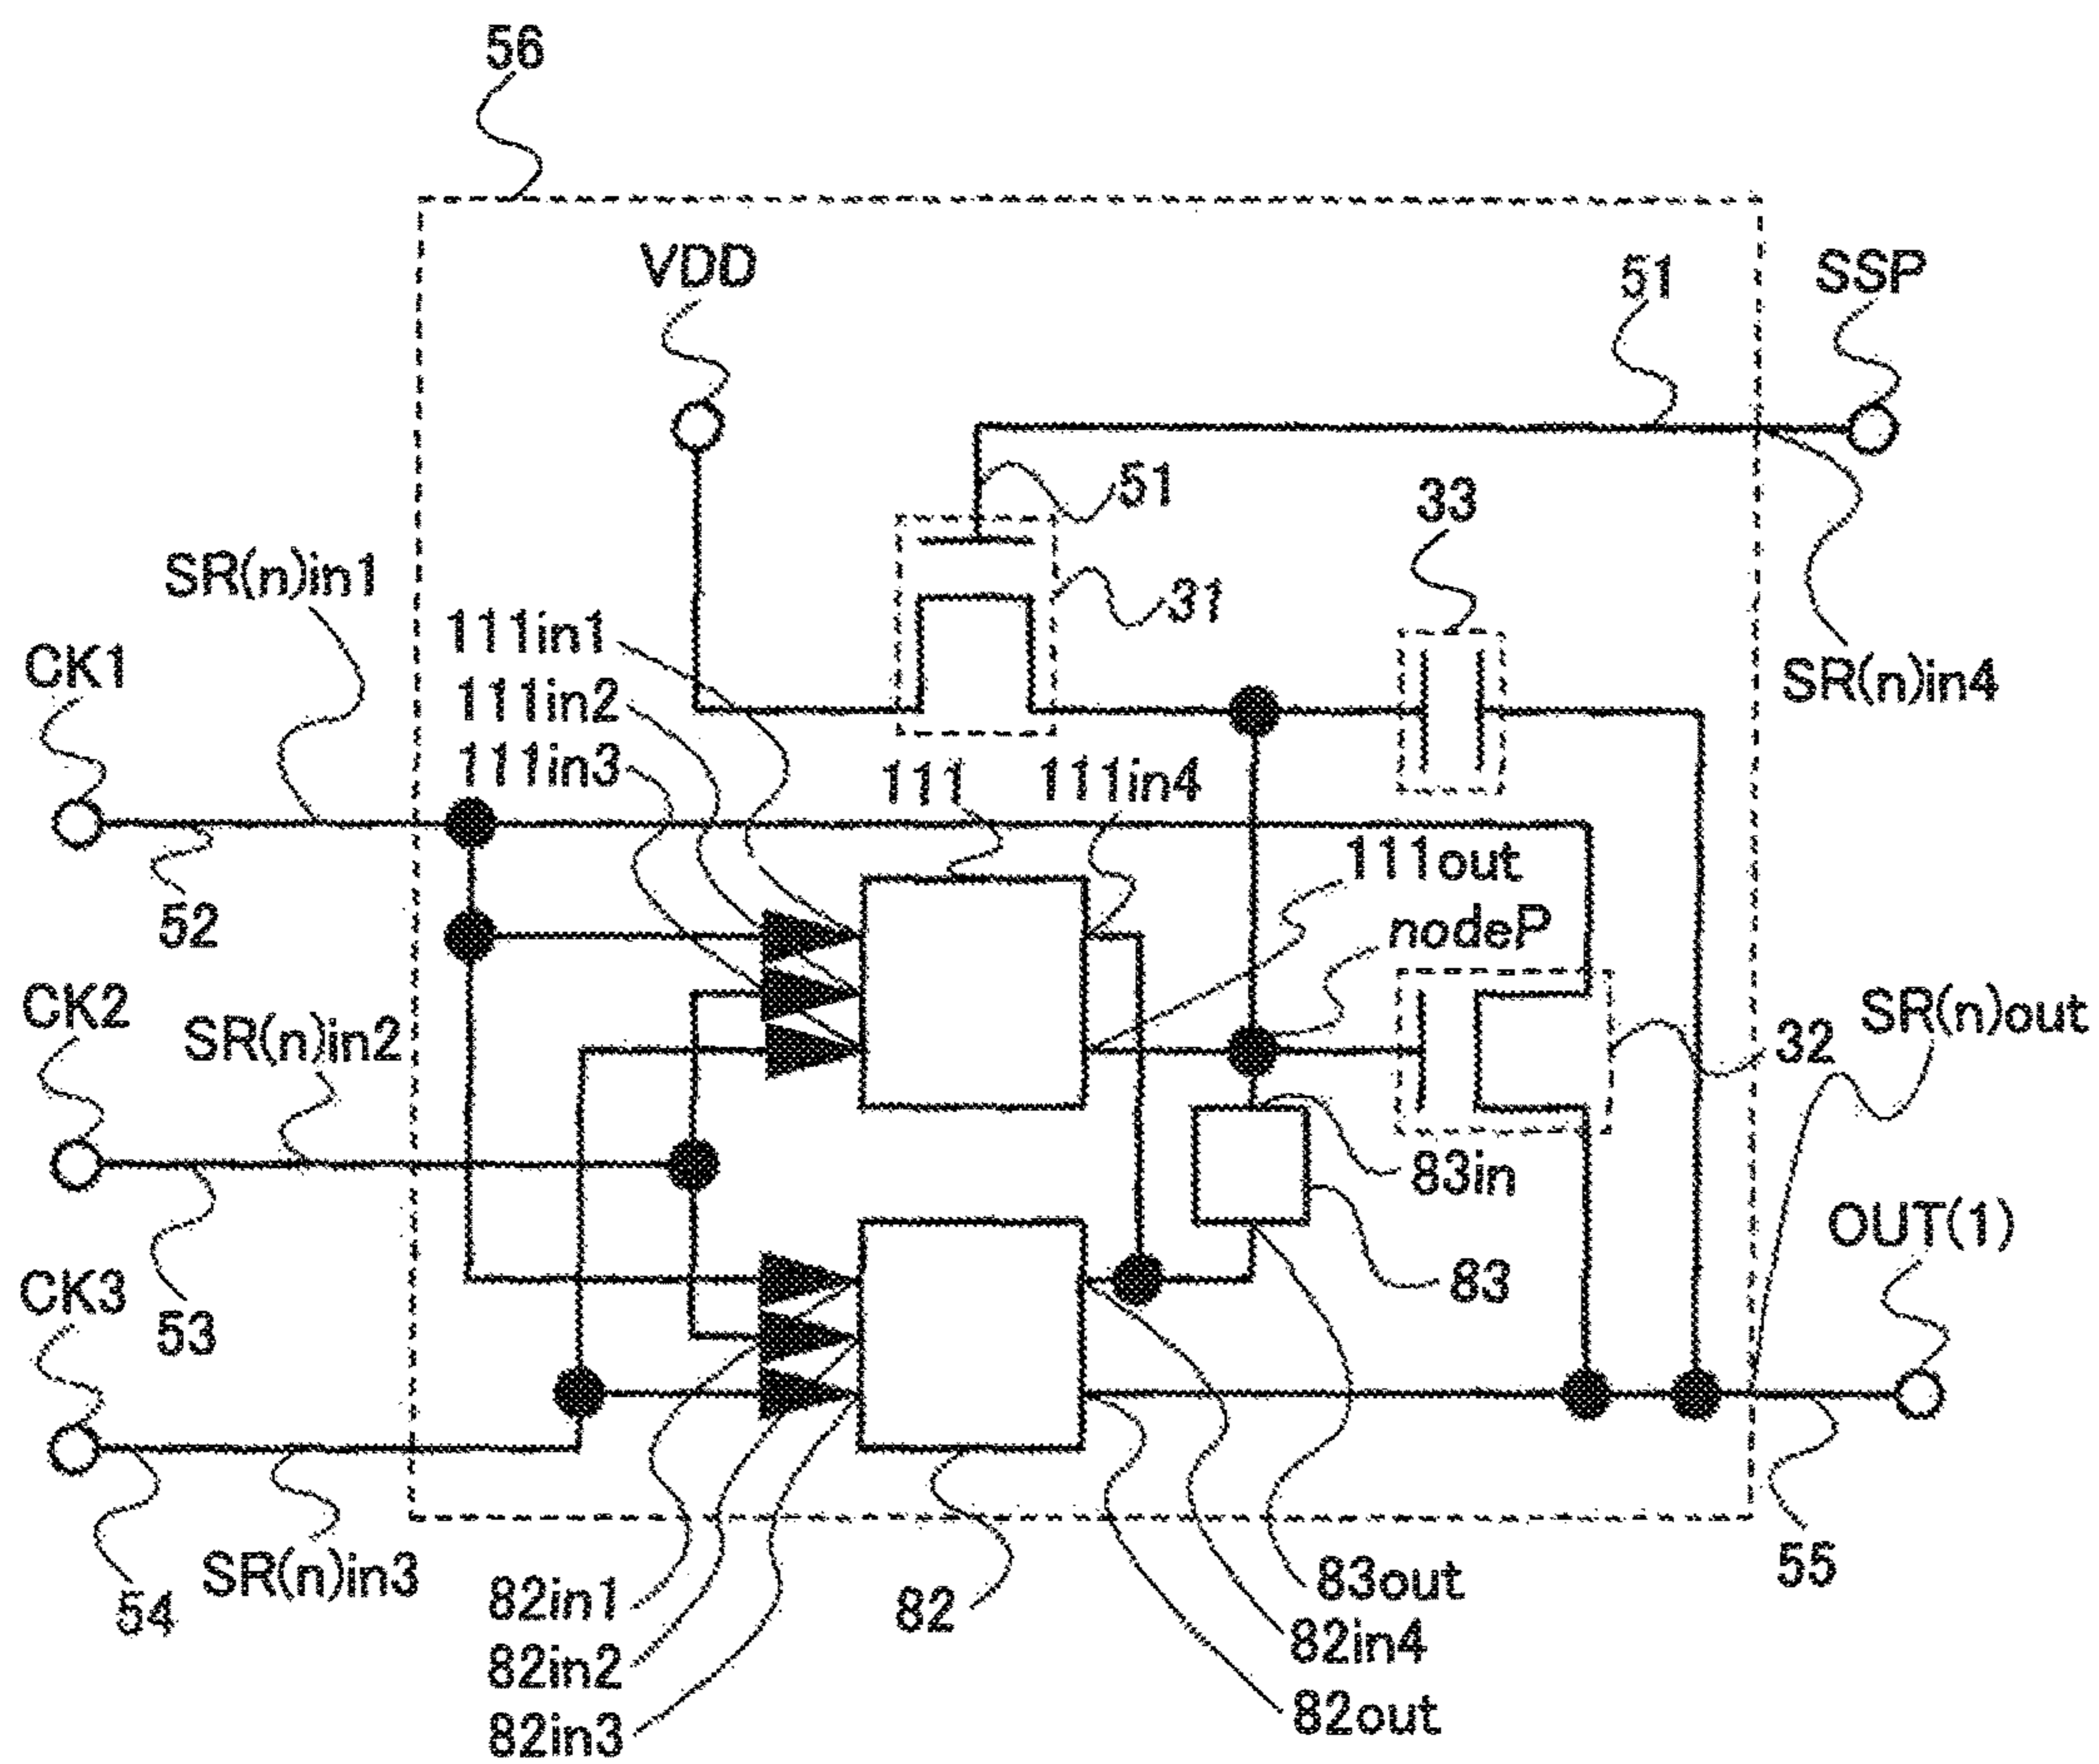 56
VDD
51
SSP
51
33
SR(n)in1
31
111in1
CK1
111in2
SR(n)in4
111in3
111
111in4
111out
52
nodeP
CK2
SR(n)in2
32
SR(n)out
83in
OUT(1)
CK3
83
53
SR(n)in3
54
82in1
82
83out
55
82in2
82in4
82in3
82out